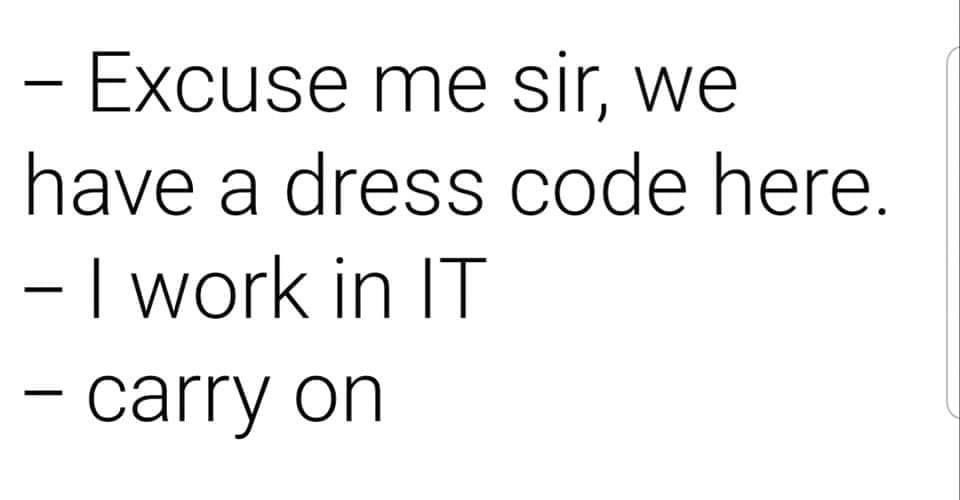 – Excuse me sir, we
have a dress code here.
– I work in IT
– carry on